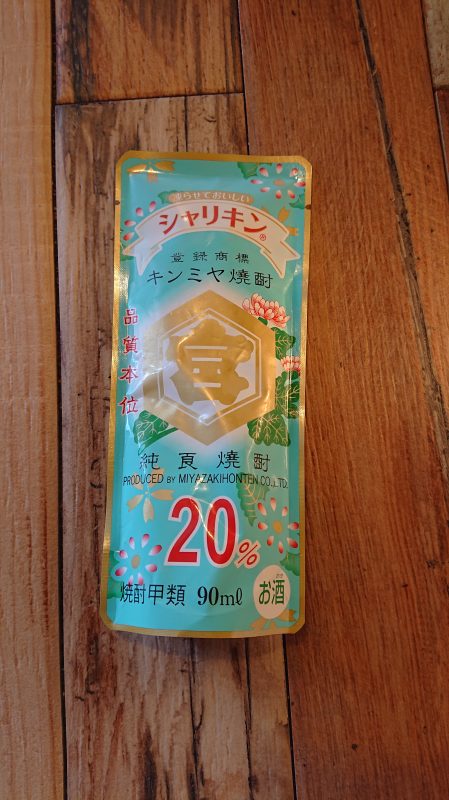 凍らせておいしい
シャリキン®
登録商標
キンミヤ焼酎
品質本位
純良焼酎
PRODUCED BY MIYAZAKIHONTEN CO.,LTD.
20%
焼酎甲類 90ml
お酒